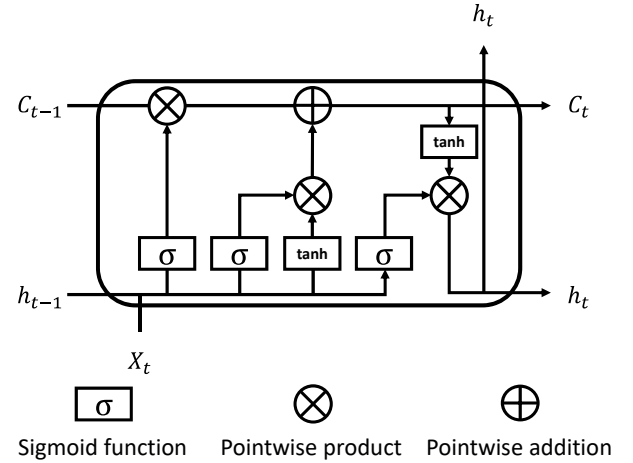 h_t
C_{t-1}
C_t
tanh
σ
σ
tanh
σ
h_{t-1}
h_t
X_t
σ
Sigmoid function
Pointwise product
Pointwise addition